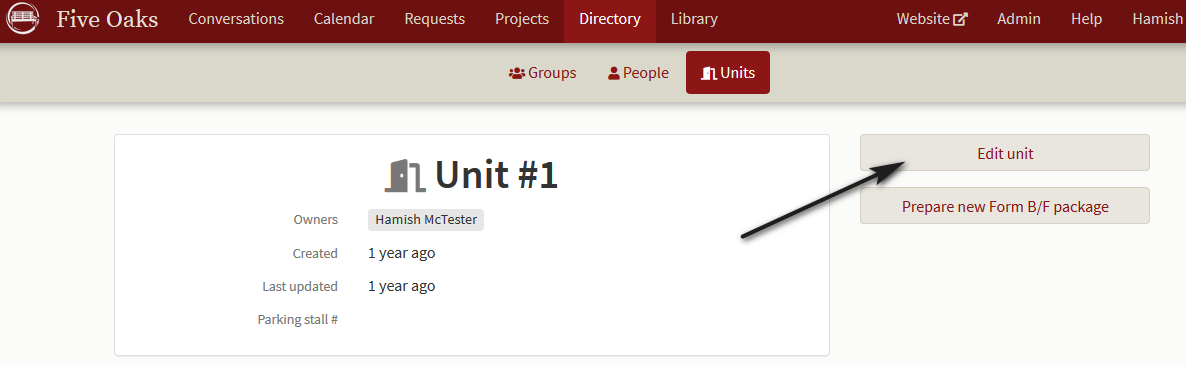 Five Oaks Conversations Calendar Requests Projects Directory Library Website Admin Help Hamish
Groups People Units
Unit #1
Owners Hamish McTester
Created 1 year ago
Last updated 1 year ago
Parking stall #
Edit unit
Prepare new Form B/F package